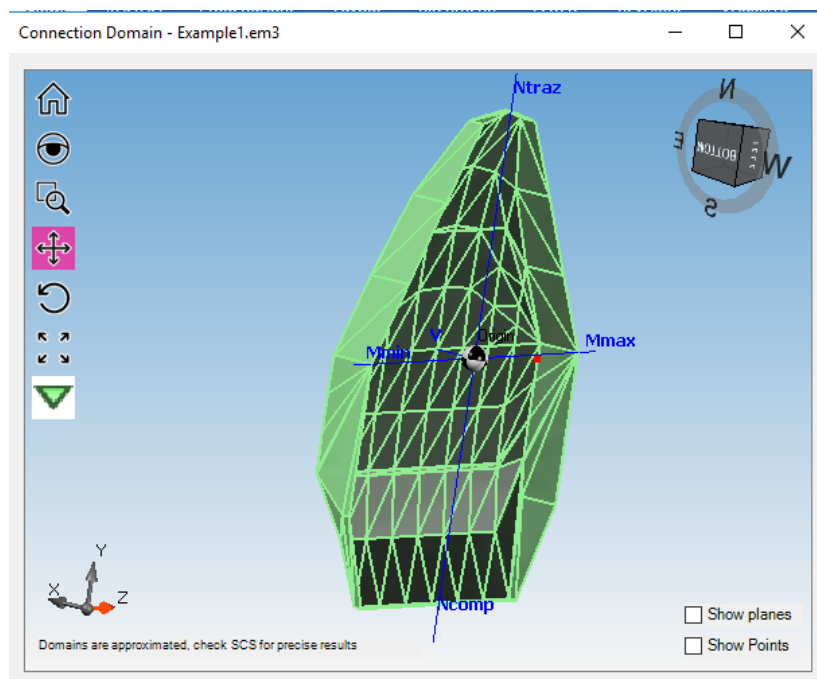 Connection Domain - Example1.em3
Ntraz
N
E
BOTTOM
W
S
V
Origin
Mmin
Mmax
Y
X
Z
Ncomp
Show planes
Show Points
Domains are approximated, check SCS for precise results